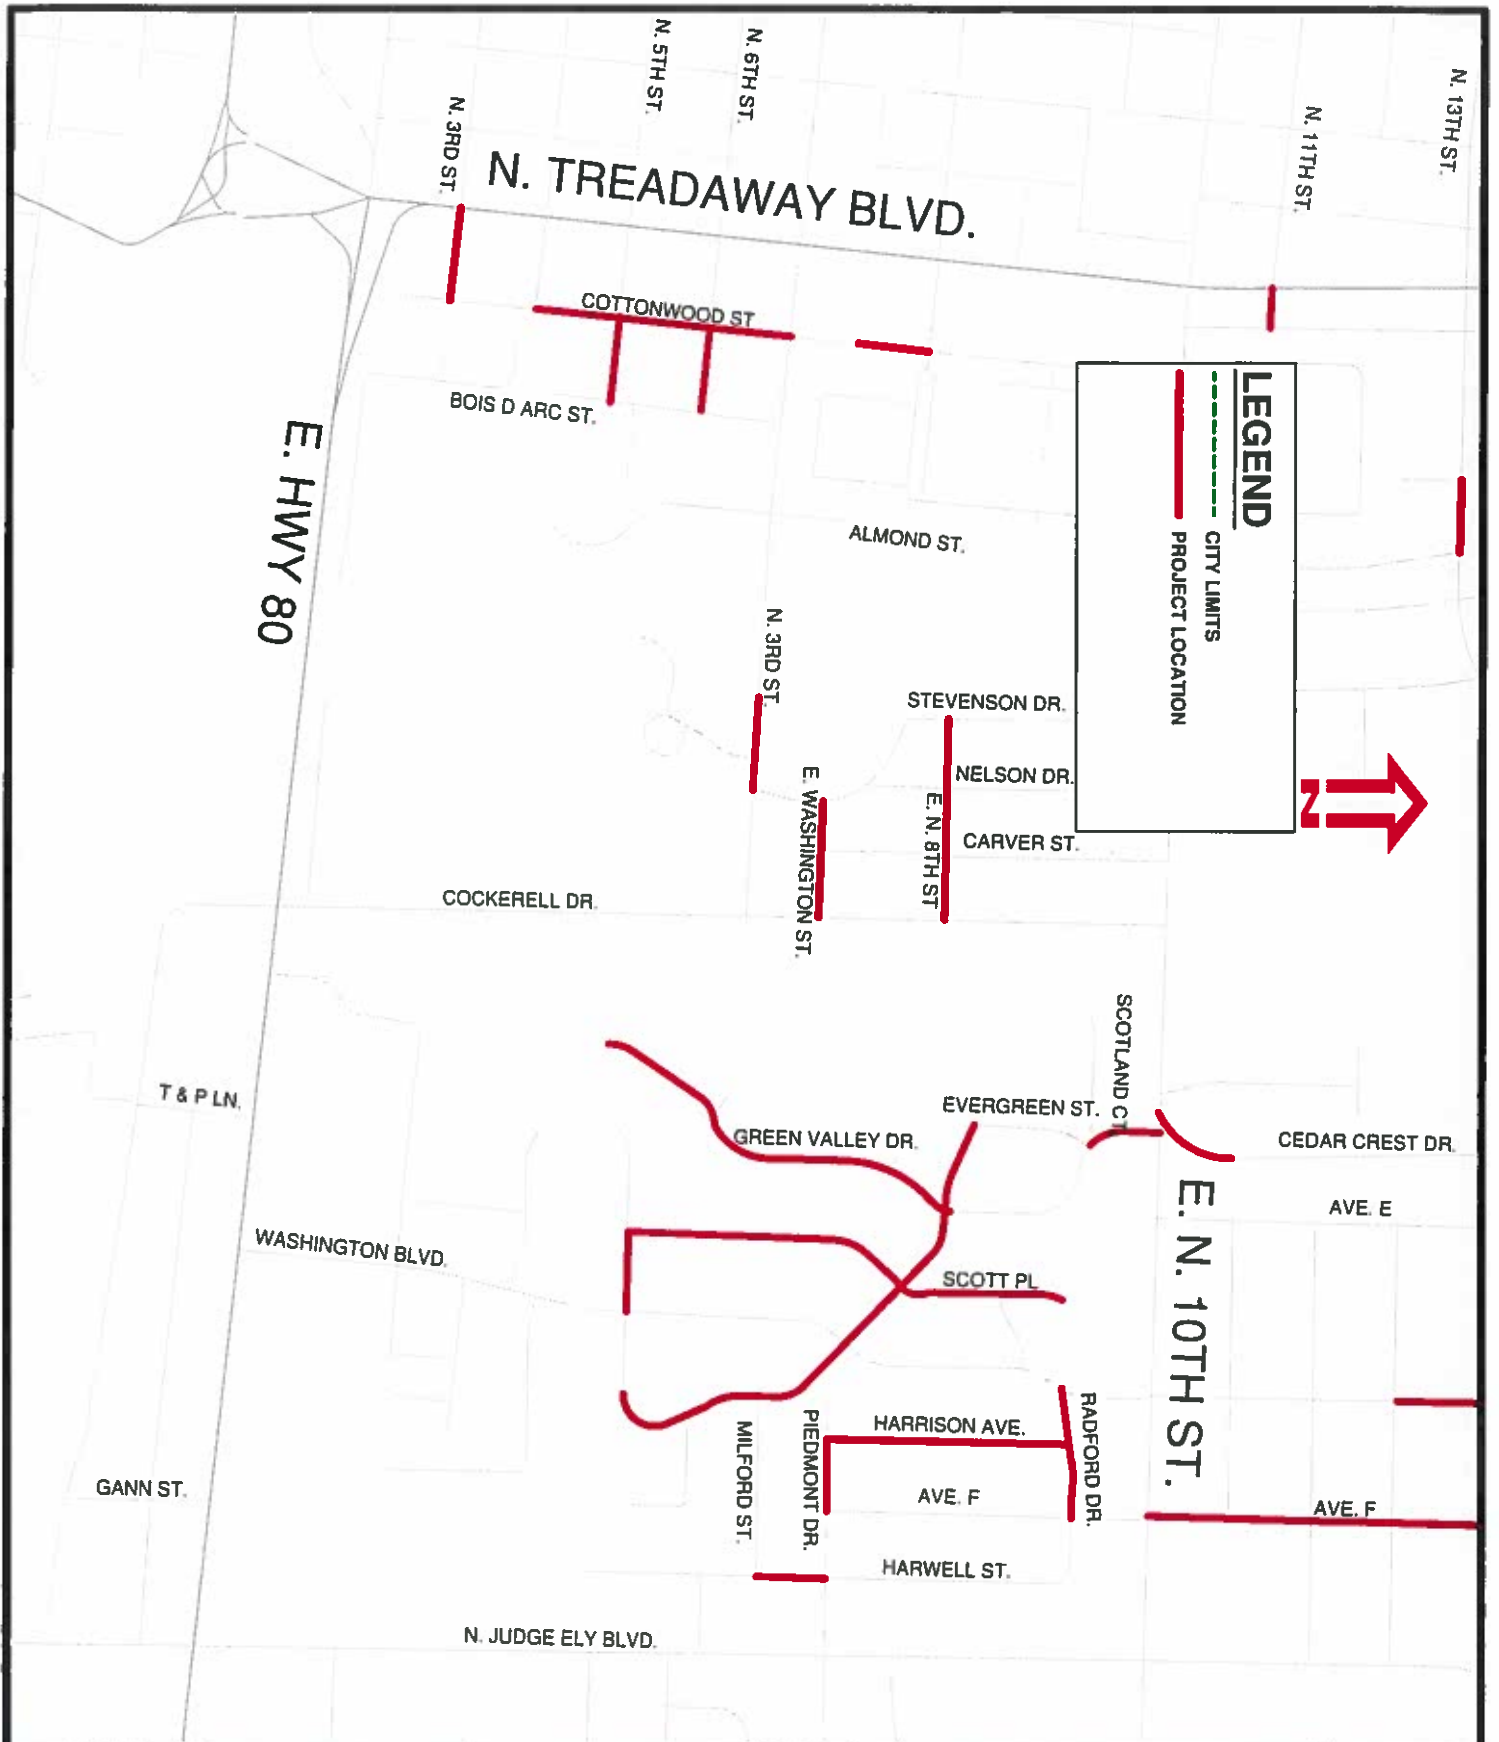 N. 5TH ST.
N. 6TH ST.
N. 3RD ST.
N. 13TH ST.
N. 11TH ST.
N. TREADAWAY BLVD.
COTTONWOOD ST
BOIS D ARC ST.
E. HWY 80
ALMOND ST.
LEGEND
CITY LIMITS
PROJECT LOCATION
N
N. 3RD ST.
STEVENSON DR.
NELSON DR.
CARVER ST.
E. WASHINGTON ST.
E. N. 8TH ST
COCKERELL DR.
SCOTLAND CT
T & P LN.
EVERGREEN ST.
GREEN VALLEY DR.
CEDAR CREST DR.
AVE. E
E. N. 10TH ST.
WASHINGTON BLVD.
SCOTT PL
RADFORD DR.
HARRISON AVE.
PIEDMONT DR.
MILFORD ST.
GANN ST.
AVE. F
AVE. F
HARWELL ST.
N. JUDGE ELY BLVD.